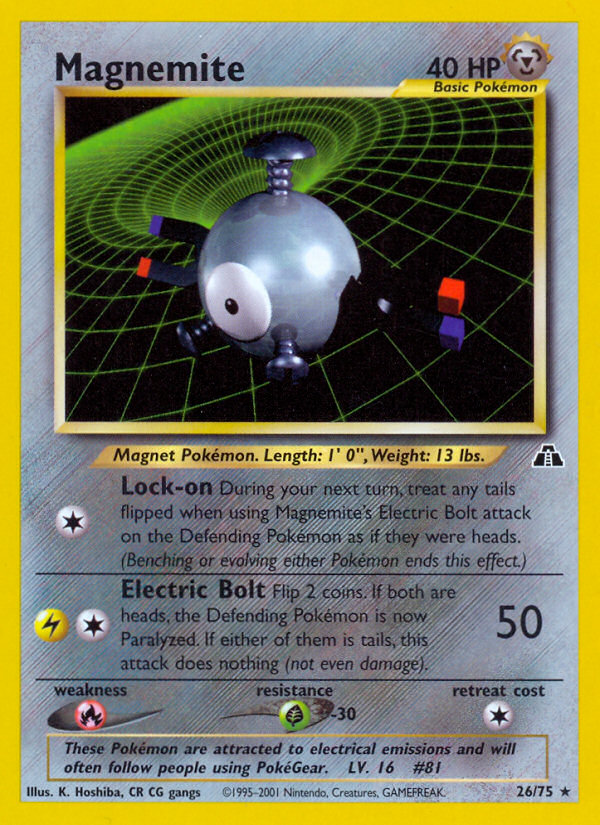 Magnemite
40 HP
Basic Pokémon
Magnet Pokémon. Length: 1' 0", Weight: 13 lbs.
Lock-on During your next turn, treat any tails
flipped when using Magnemite's Electric Bolt attack
on the Defending Pokémon as if they were heads.
(Benching or evolving either Pokémon ends this effect.)
Electric Bolt Flip 2 coins. If both are
heads, the Defending Pokémon is now
Paralyzed. If either of them is tails, this
attack does nothing (not even damage).
50
weakness resistance retreat cost
-30
These Pokémon are attracted to electrical emissions and will
often follow people using PokéGear. LV. 16 #81
Illus. K. Hoshiba, CR CG gangs ©1995-2001 Nintendo, Creatures, GAMEFREAK. 26/75 ★